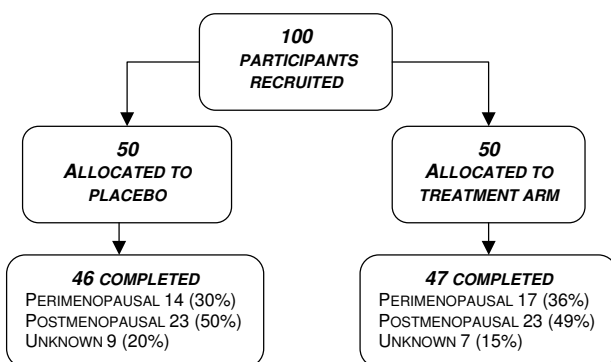 100
PARTICIPANTS
RECRUITED
50
ALLOCATED TO
PLACEBO
50
ALLOCATED TO
TREATMENT ARM
46 COMPLETED
PERIMENOPAUSAL 14 (30%)
POSTMENOPAUSAL 23 (50%)
UNKNOWN 9 (20%)
47 COMPLETED
PERIMENOPAUSAL 17 (36%)
POSTMENOPAUSAL 23 (49%)
UNKNOWN 7 (15%)